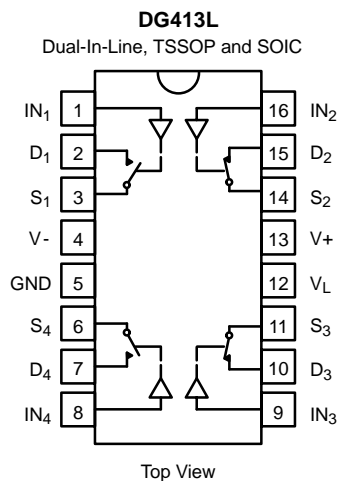 DG413L
Dual-In-Line, TSSOP and SOIC
IN1 1 16 IN2
D1 2 15 D2
S1 3 14 S2
V- 4 13 V+
GND 5 12 VL
S4 6 11 S3
D4 7 10 D3
IN4 8 9 IN3
Top View